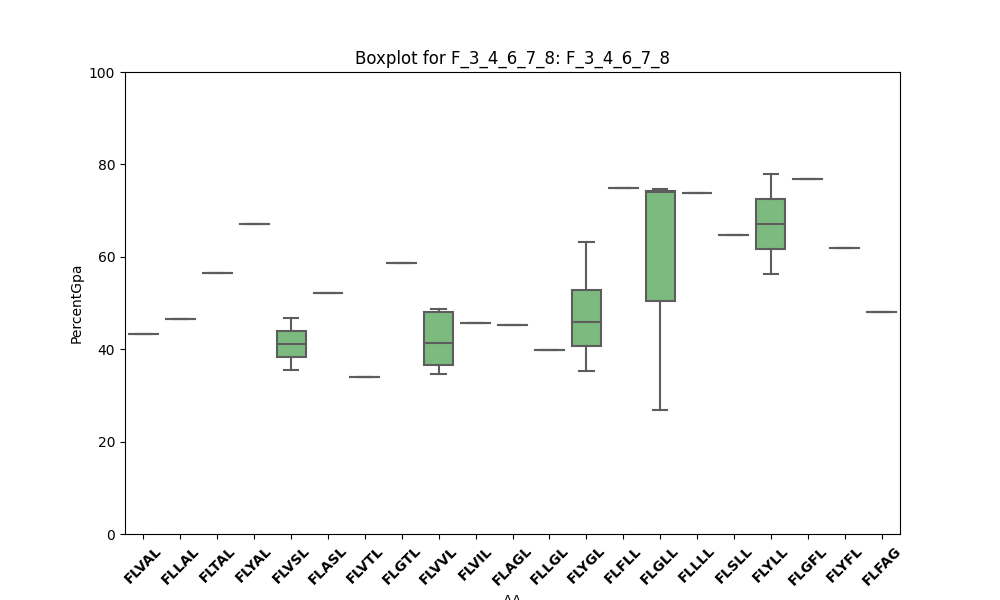 Boxplot for F_3_4_6_7_8: F_3_4_6_7_8
100
80
60
40
20
0
PercentGpa
FLVAL
FLLAL
FLTAL
FLYAL
FLVSL
FLASL
FLVTL
FLGTL
FLVVL
FLVIL
FLAGL
FLLGL
FLYGL
FLFLL
FLGLL
FLLLL
FLSLL
FLYLL
FLGFL
FLYFL
FLFAG
AA